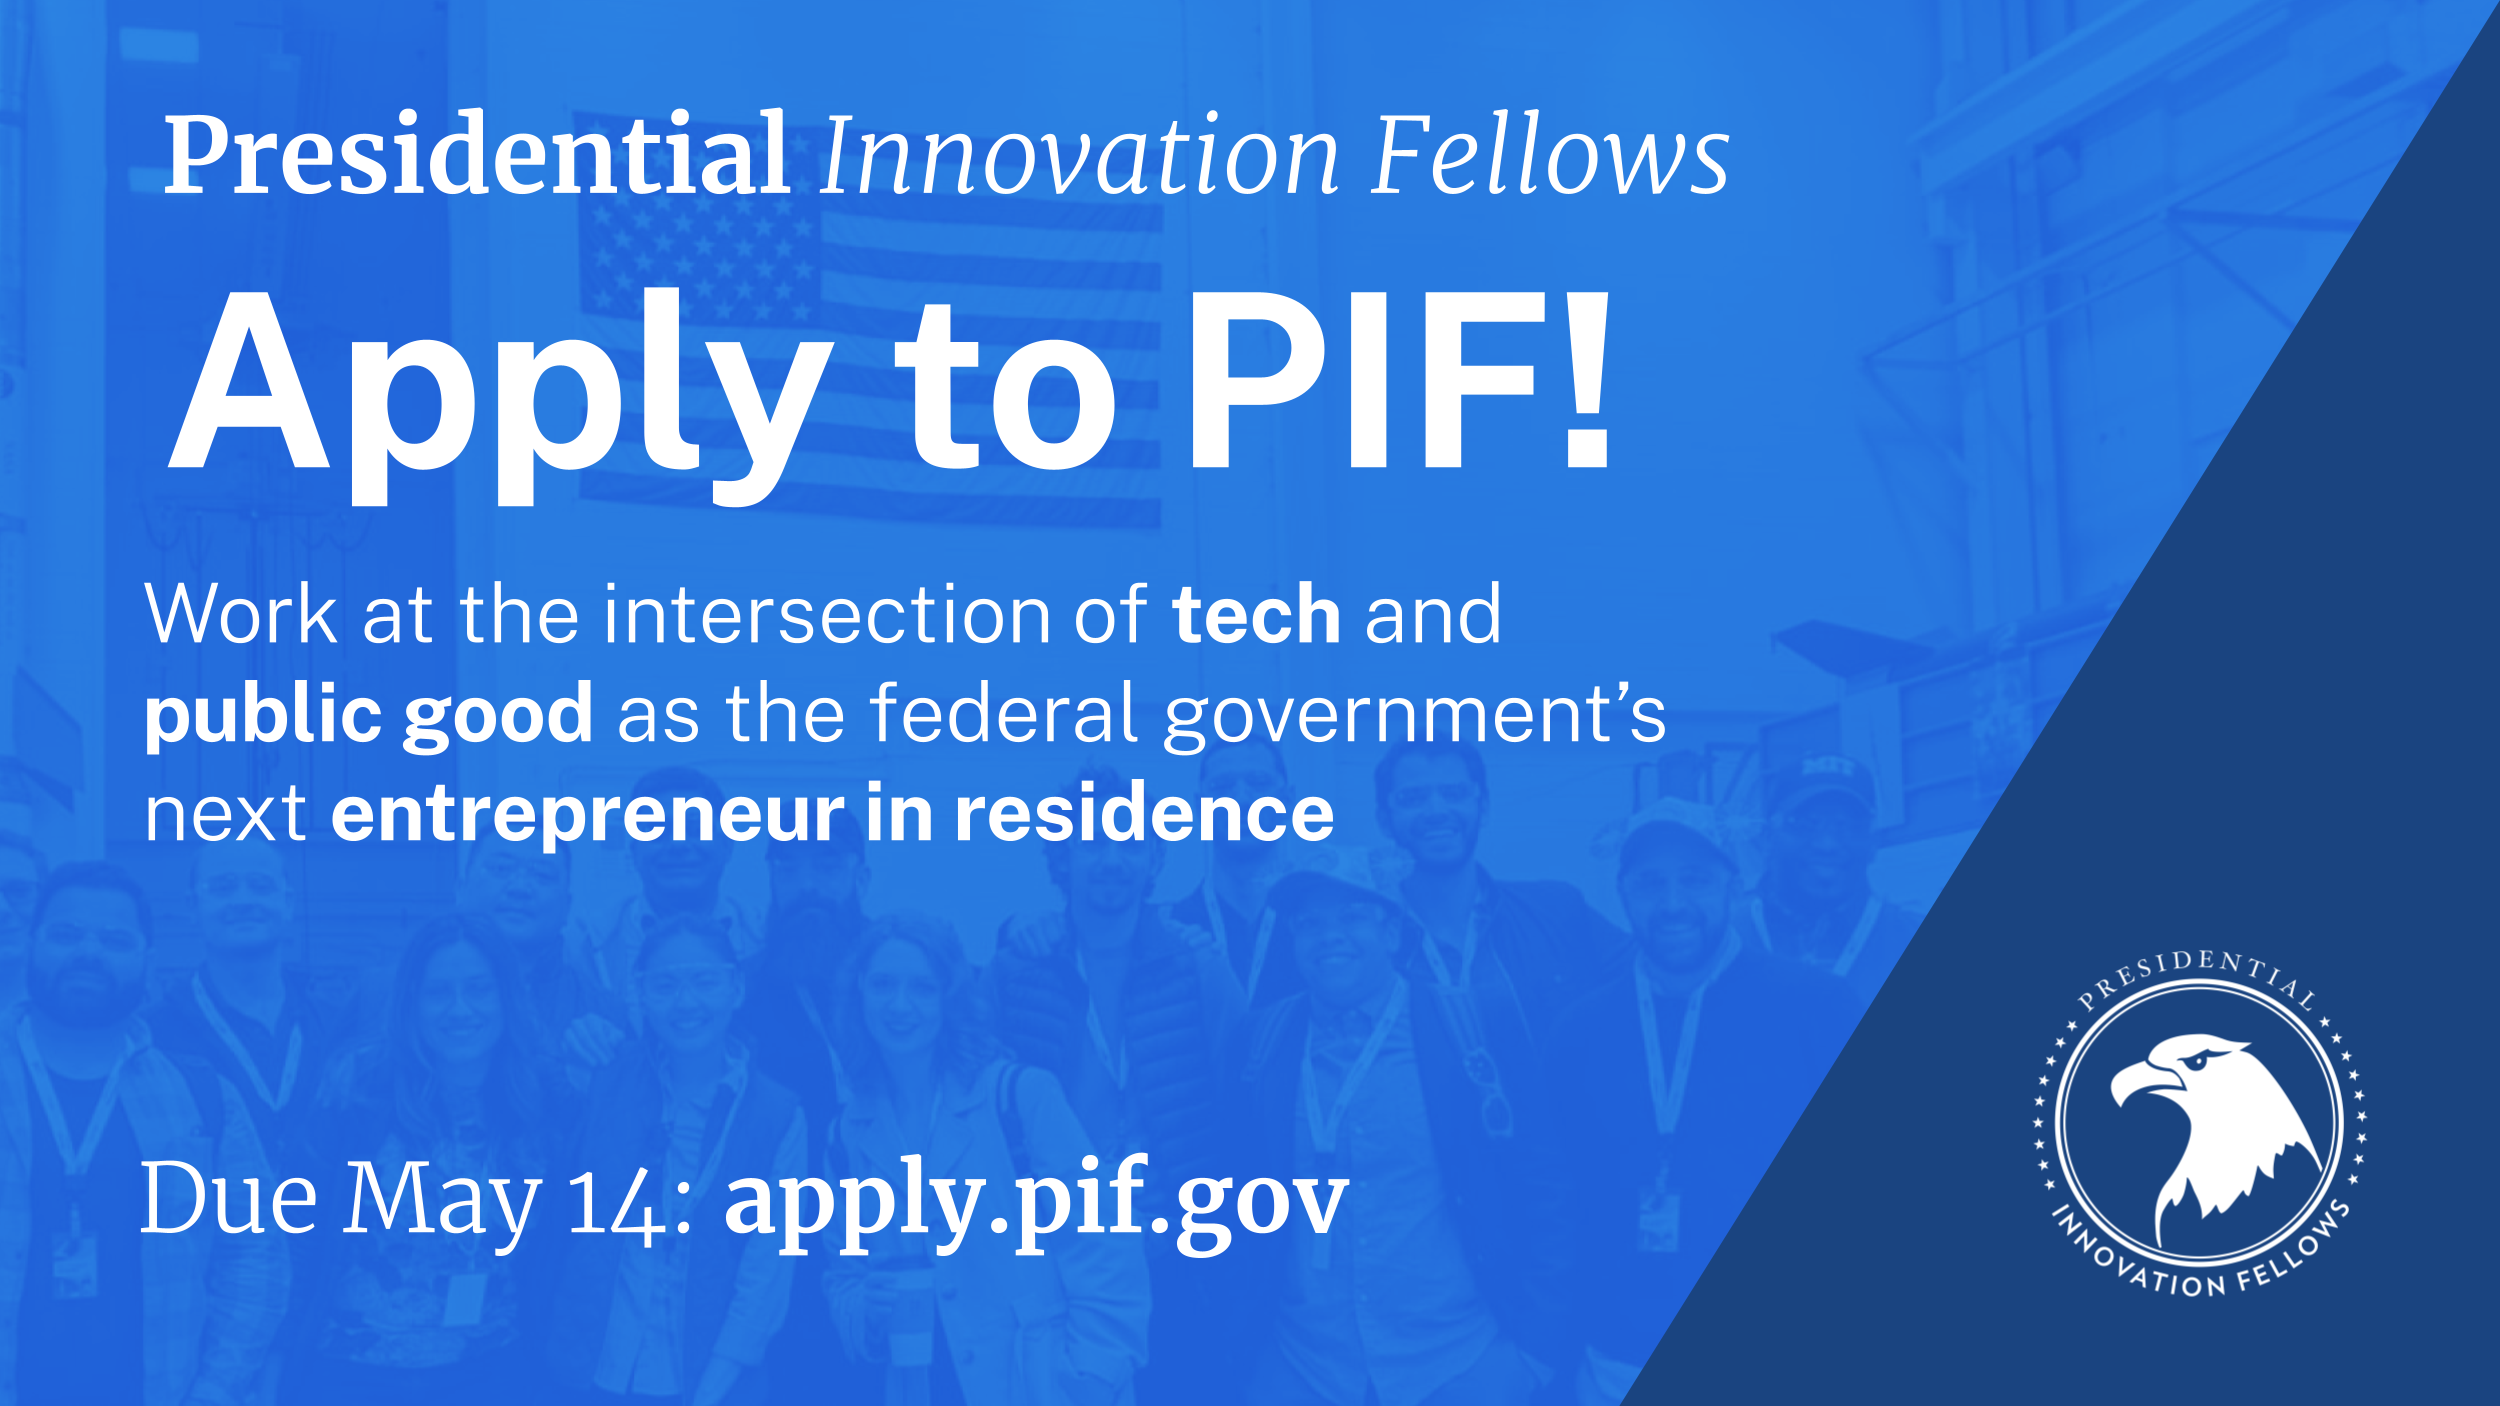 Presidential Innovation Fellows
Apply to PIF!
Work at the intersection of tech and
public good as the federal government’s
next entrepreneur in residence
Due May 14: apply.pif.gov
PRESIDENTIAL
INNOVATION FELLOWS
MIT